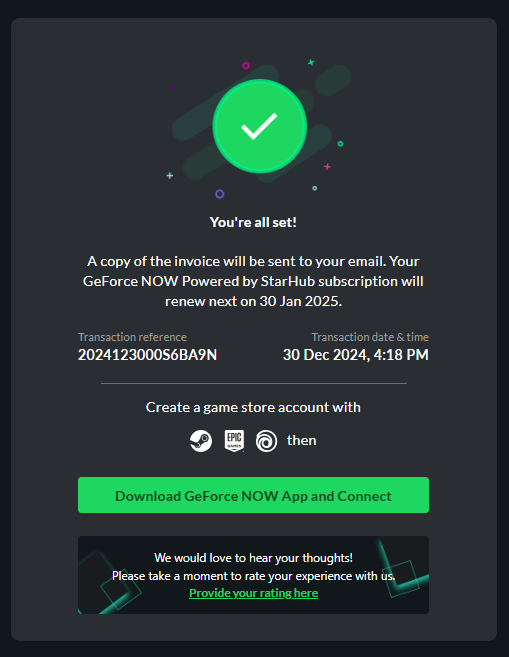 You're all set!
A copy of the invoice will be sent to your email. Your
GeForce NOW Powered by StarHub subscription will
renew next on 30 Jan 2025.
Transaction reference
Transaction date & time
2024123000S6BA9N
30 Dec 2024, 4:18 PM
Create a game store account with
EPIC
GAMES
then
Download GeForce NOW App and Connect
We would love to hear your thoughts!
Please take a moment to rate your experience with us.
Provide your rating here